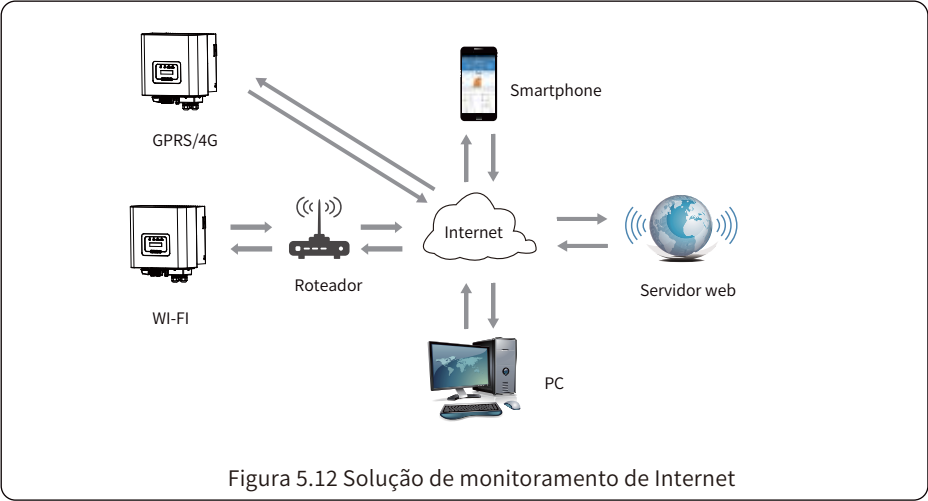 Smartphone
GPRS/4G
Internet
Roteador
Servidor web
WI-FI
PC
Figura 5.12 Solução de monitoramento de Internet